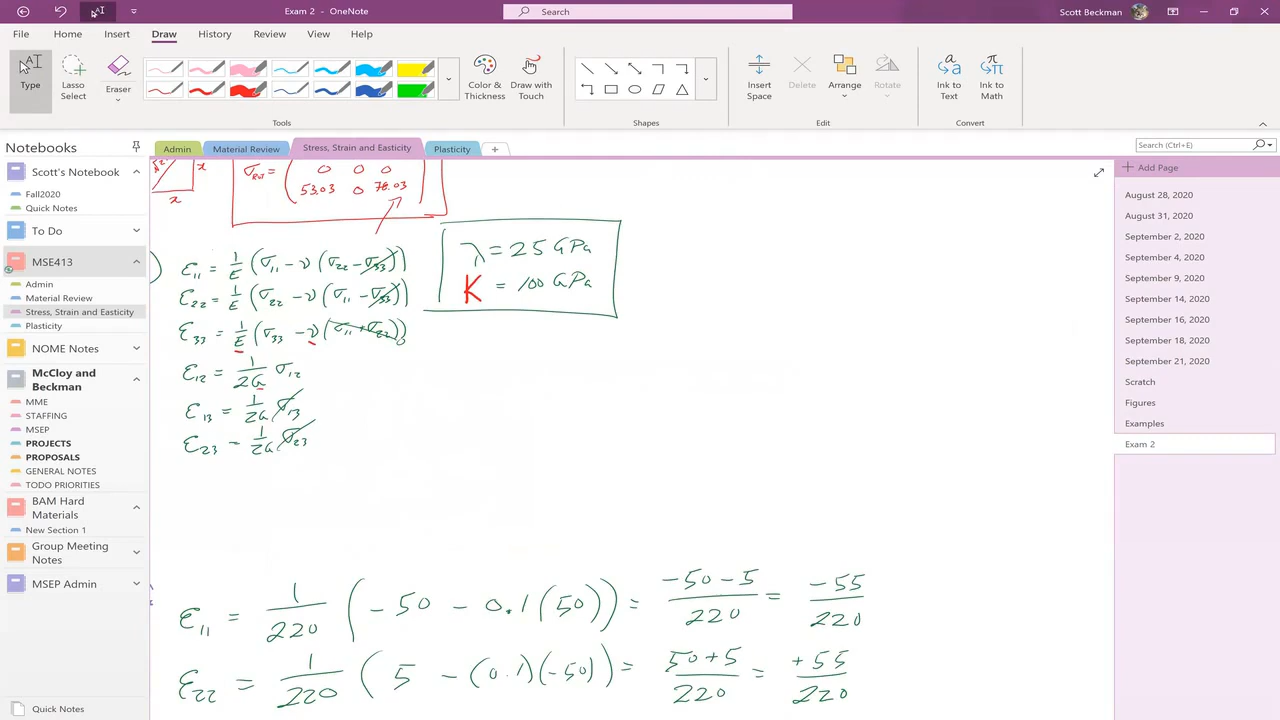 Exam 2 - OneNote
Search
Scott Beckman
File Home Insert Draw History Review View Help
Type
Lasso Select
Eraser
Color & Thickness
Draw with Touch
Insert Space
Delete
Arrange
Rotate
Ink to Text
Ink to Math
Tools
Shapes
Edit
Convert
Notebooks
Admin
Material Review
Stress, Strain and Easticity
Plasticity
Search (Ctrl+E)
Scott's Notebook
Fall2020
Quick Notes
To Do
MSE413
Admin
Material Review
Stress, Strain and Easticity
Plasticity
NOME Notes
McCloy and Beckman
MME
STAFFING
MSEP
PROJECTS
PROPOSALS
GENERAL NOTES
TODO PRIORITIES
BAM Hard Materials
New Section 1
Group Meeting Notes
MSEP Admin
Quick Notes
x
x
σRot = ( 0 0 0
53.03 0 78.03 )
ε11 = 1/E (σ11 - ν (σ22 - σ33))
ε22 = 1/E (σ22 - ν (σ11 - σ33))
ε33 = 1/E (σ33 - ν (σ11 + σ22))
ε12 = 1/2G σ12
ε13 = 1/2G σ13
ε23 = 1/2G σ23
λ = 25 GPa
K = 100 GPa
ε11 = 1/220 (-50 - 0.1 (50)) = -50-5/220 = -55/220
ε22 = 1/220 (5 - (0.1)(-50)) = 50+5/220 = +55/220
Add Page
August 28, 2020
August 31, 2020
September 2, 2020
September 4, 2020
September 9, 2020
September 14, 2020
September 16, 2020
September 18, 2020
September 21, 2020
Scratch
Figures
Examples
Exam 2